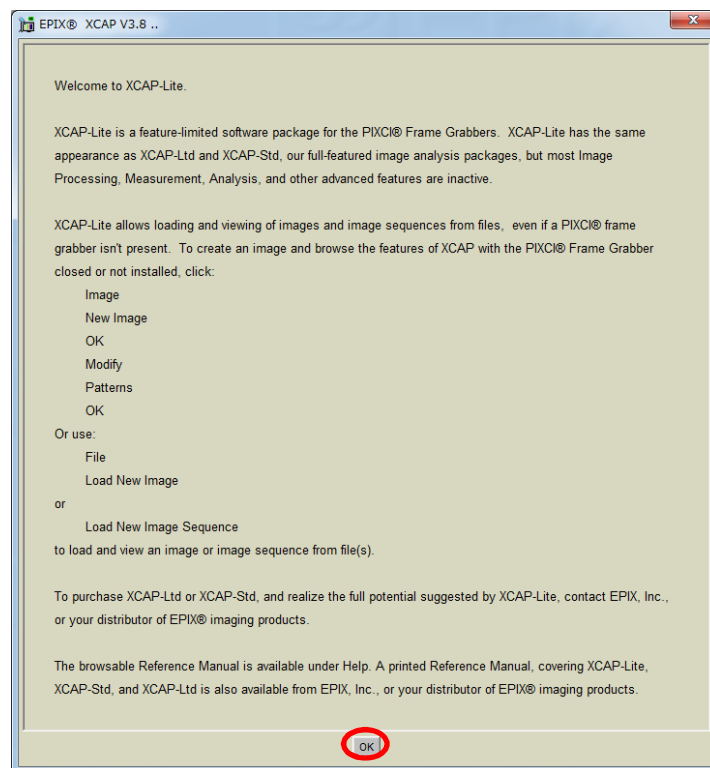 EPIX® XCAP V3.8 ..
Welcome to XCAP-Lite.
XCAP-Lite is a feature-limited software package for the PIXCI® Frame Grabbers. XCAP-Lite has the same
appearance as XCAP-Ltd and XCAP-Std, our full-featured image analysis packages, but most Image
Processing, Measurement, Analysis, and other advanced features are inactive.
XCAP-Lite allows loading and viewing of images and image sequences from files, even if a PIXCI® frame
grabber isn't present. To create an image and browse the features of XCAP with the PIXCI® Frame Grabber
closed or not installed, click:
Image
New Image
OK
Modify
Patterns
OK
Or use:
File
Load New Image
or
Load New Image Sequence
to load and view an image or image sequence from file(s).
To purchase XCAP-Ltd or XCAP-Std, and realize the full potential suggested by XCAP-Lite, contact EPIX, Inc.,
or your distributor of EPIX® imaging products.
The browsable Reference Manual is available under Help. A printed Reference Manual, covering XCAP-Lite,
XCAP-Std, and XCAP-Ltd is also available from EPIX, Inc., or your distributor of EPIX® imaging products.
OK